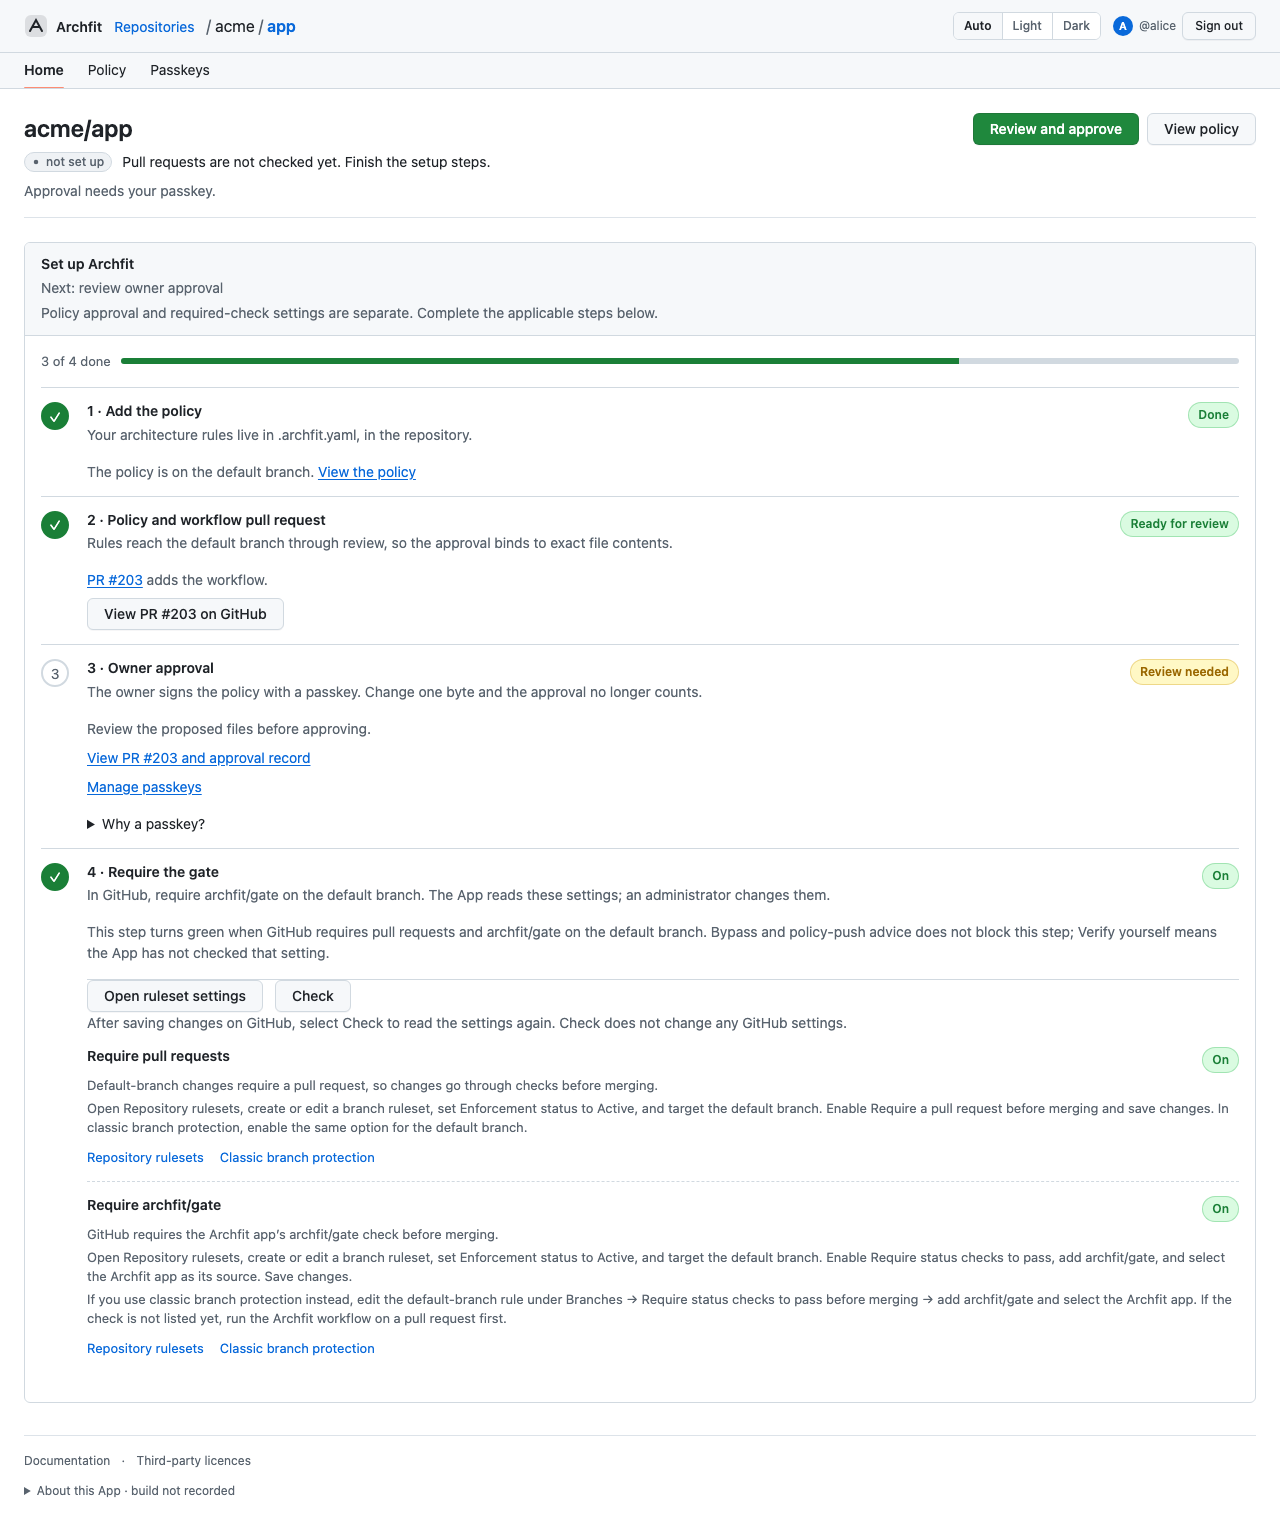 Archfit Repositories / acme / app
Auto Light Dark A @alice Sign out
Home Policy Passkeys
acme/app
Review and approve View policy
not set up Pull requests are not checked yet. Finish the setup steps.
Approval needs your passkey.
Set up Archfit
Next: review owner approval
Policy approval and required-check settings are separate. Complete the applicable steps below.
3 of 4 done
1 · Add the policy
Done
Your architecture rules live in .archfit.yaml, in the repository.
The policy is on the default branch. View the policy
2 · Policy and workflow pull request
Ready for review
Rules reach the default branch through review, so the approval binds to exact file contents.
PR #203 adds the workflow.
View PR #203 on GitHub
3
3 · Owner approval
Review needed
The owner signs the policy with a passkey. Change one byte and the approval no longer counts.
Review the proposed files before approving.
View PR #203 and approval record
Manage passkeys
Why a passkey?
4 · Require the gate
On
In GitHub, require archfit/gate on the default branch. The App reads these settings; an administrator changes them.
This step turns green when GitHub requires pull requests and archfit/gate on the default branch. Bypass and policy-push advice does not block this step; Verify yourself means
the App has not checked that setting.
Open ruleset settings Check
After saving changes on GitHub, select Check to read the settings again. Check does not change any GitHub settings.
Require pull requests
On
Default-branch changes require a pull request, so changes go through checks before merging.
Open Repository rulesets, create or edit a branch ruleset, set Enforcement status to Active, and target the default branch. Enable Require a pull request before merging and save changes. In
classic branch protection, enable the same option for the default branch.
Repository rulesets Classic branch protection
Require archfit/gate
On
GitHub requires the Archfit app’s archfit/gate check before merging.
Open Repository rulesets, create or edit a branch ruleset, set Enforcement status to Active, and target the default branch. Enable Require status checks to pass, add archfit/gate, and select
the Archfit app as its source. Save changes.
If you use classic branch protection instead, edit the default-branch rule under Branches → Require status checks to pass before merging → add archfit/gate and select the Archfit app. If the
check is not listed yet, run the Archfit workflow on a pull request first.
Repository rulesets Classic branch protection
Documentation · Third-party licences
About this App · build not recorded